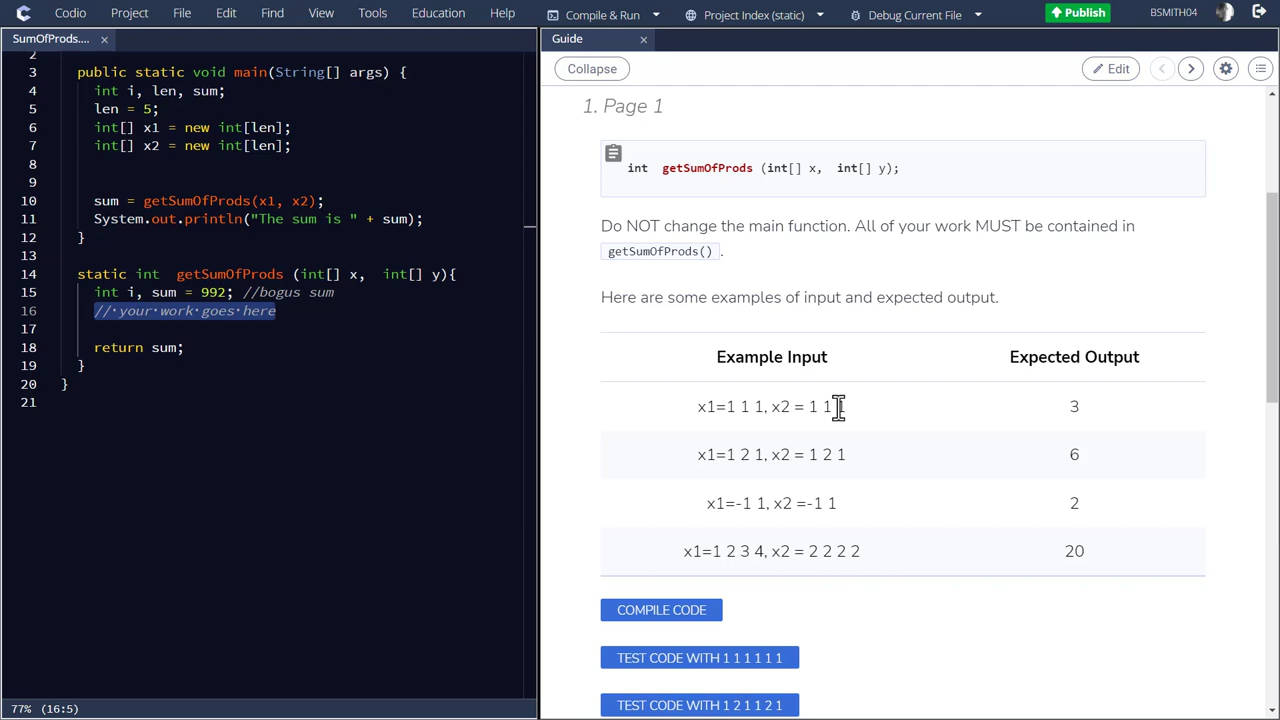 Codio Project File Edit Find View Tools Education Help Compile & Run Project Index (static) Debug Current File Publish BSMITH04
SumOfProds....
2
3 public static void main(String[] args) {
4 int i, len, sum;
5 len = 5;
6 int[] x1 = new int[len];
7 int[] x2 = new int[len];
8
9
10 sum = getSumOfProds(x1, x2);
11 System.out.println("The sum is " + sum);
12 }
13
14 static int getSumOfProds (int[] x, int[] y){
15 int i, sum = 992; //bogus sum
16 // your work goes here
17
18 return sum;
19 }
20 }
21
77% (16:5)
Guide
Collapse
Edit
1. Page 1
int getSumOfProds (int[] x, int[] y);
Do NOT change the main function. All of your work MUST be contained in
getSumOfProds() .
Here are some examples of input and expected output.
Example Input Expected Output
x1=1 1 1, x2 = 1 1 1 3
x1=1 2 1, x2 = 1 2 1 6
x1=-1 1, x2 =-1 1 2
x1=1 2 3 4, x2 = 2 2 2 2 20
COMPILE CODE
TEST CODE WITH 1 1 1 1 1 1
TEST CODE WITH 1 2 1 1 2 1